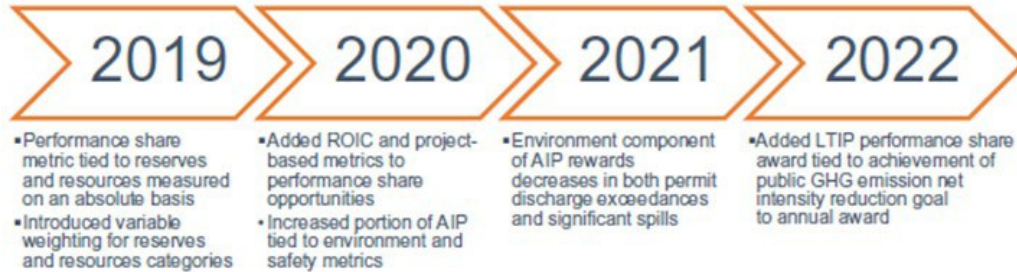 2019
▪Performance share
metric tied to reserves
and resources measured
on an absolute basis
▪Introduced variable
weighting for reserves
and resources categories
2020
▪Added ROIC and project-
based metrics to
performance share
opportunities
• Increased portion of AIP
tied to environment and
safety metrics
2021
▪Environment component
of AIP rewards
decreases in both permit
discharge exceedances
and significant spills
2022
▪Added LTIP performance share
award tied to achievement of
public GHG emission net
intensity reduction goal
to annual award